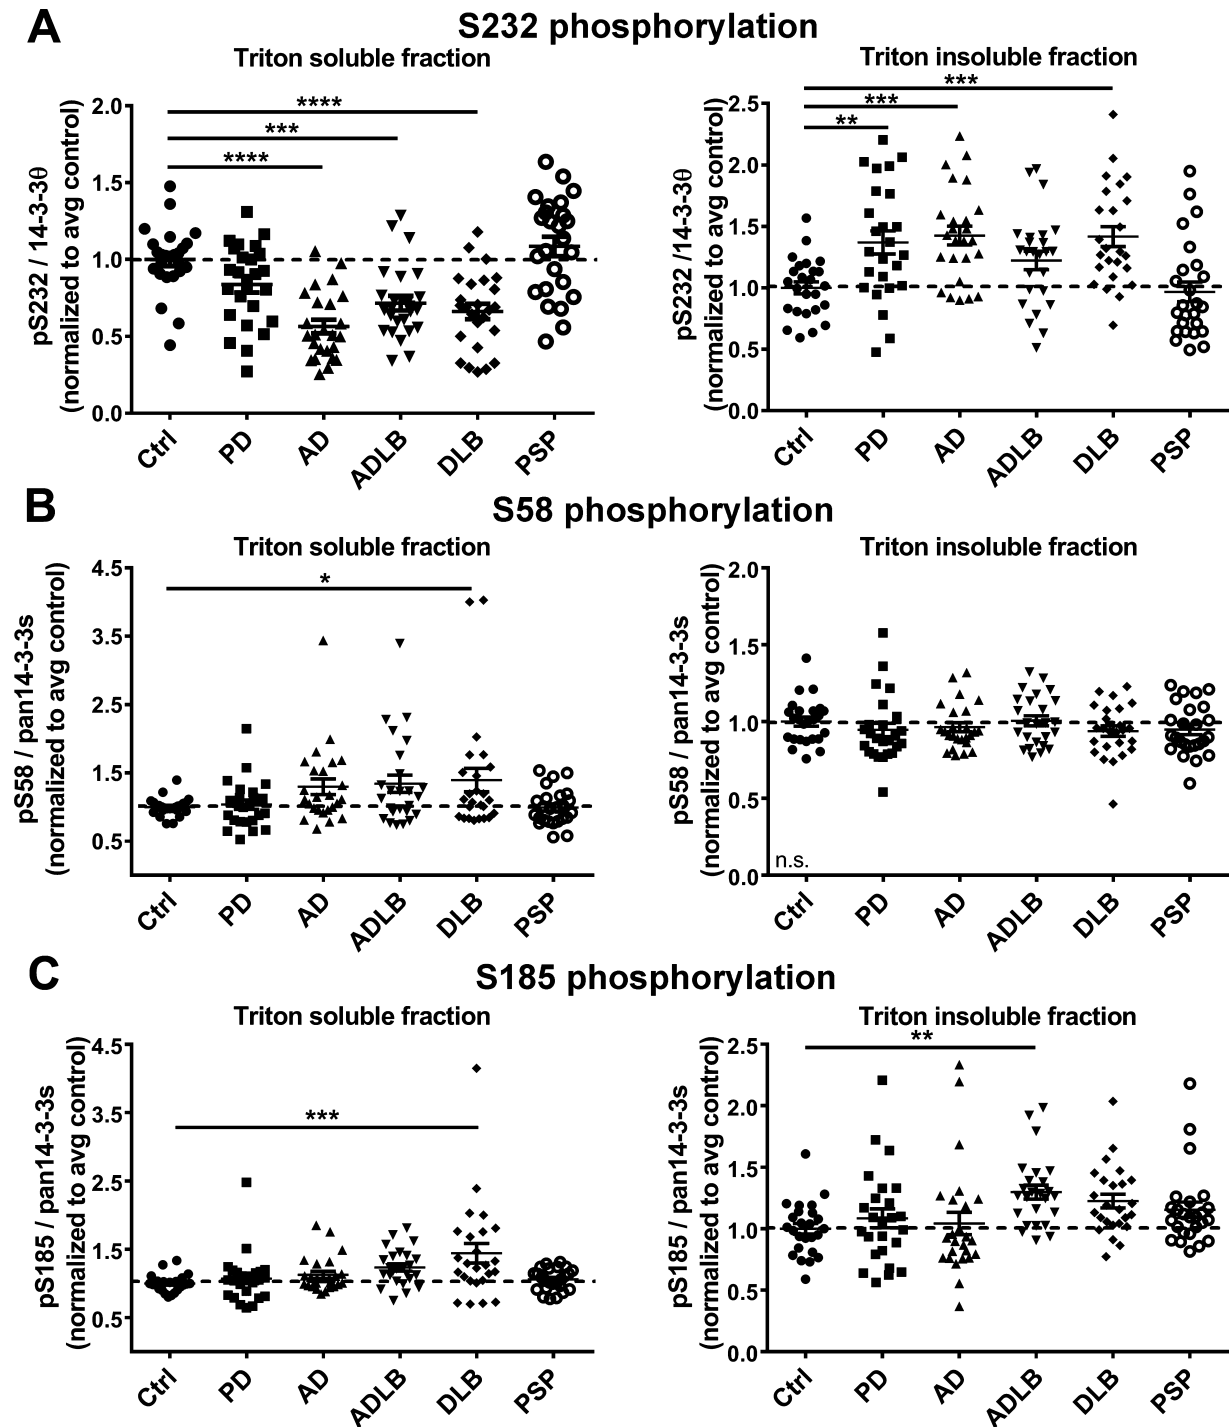 A
S232 phosphorylation
Triton soluble fraction
pS232 / 14-3-3θ
(normalized to avg control)
2.0
1.5
1.0
0.5
0.0
****
***
****
Ctrl
PD
AD
ADLB
DLB
PSP
Triton insoluble fraction
pS232 /14-3-3θ
(normalized to avg control)
2.5
2.0
1.5
1.0
0.5
0.0
***
***
**
Ctrl
PD
AD
ADLB
DLB
PSP
B
S58 phosphorylation
Triton soluble fraction
pS58 / pan14-3-3s
(normalized to avg control)
4.5
3.5
2.5
1.5
0.5
*
Ctrl
PD
AD
ADLB
DLB
PSP
Triton insoluble fraction
pS58 / pan14-3-3s
(normalized to avg control)
2.0
1.5
1.0
0.5
0.0
n.s.
Ctrl
PD
AD
ADLB
DLB
PSP
C
S185 phosphorylation
Triton soluble fraction
pS185 / pan14-3-3s
(normalized to avg control)
4.5
3.5
2.5
1.5
0.5
***
Ctrl
PD
AD
ADLB
DLB
PSP
Triton insoluble fraction
pS185 / pan14-3-3s
(normalized to avg control)
2.5
2.0
1.5
1.0
0.5
0.0
**
Ctrl
PD
AD
ADLB
DLB
PSP